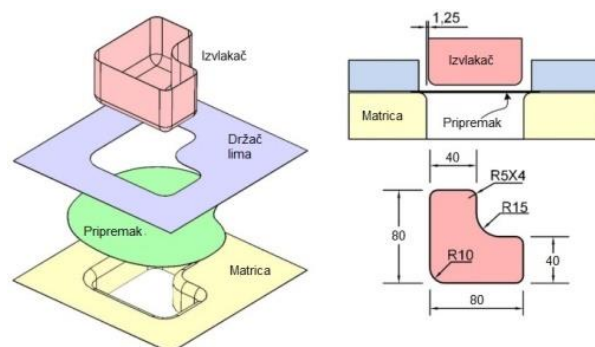 Izvlakač
Držač
lima
Pripremak
Matrica
1,25
Izvlakač
Matrica
Pripremak
40
R5X4
R15
80
R10
40
80